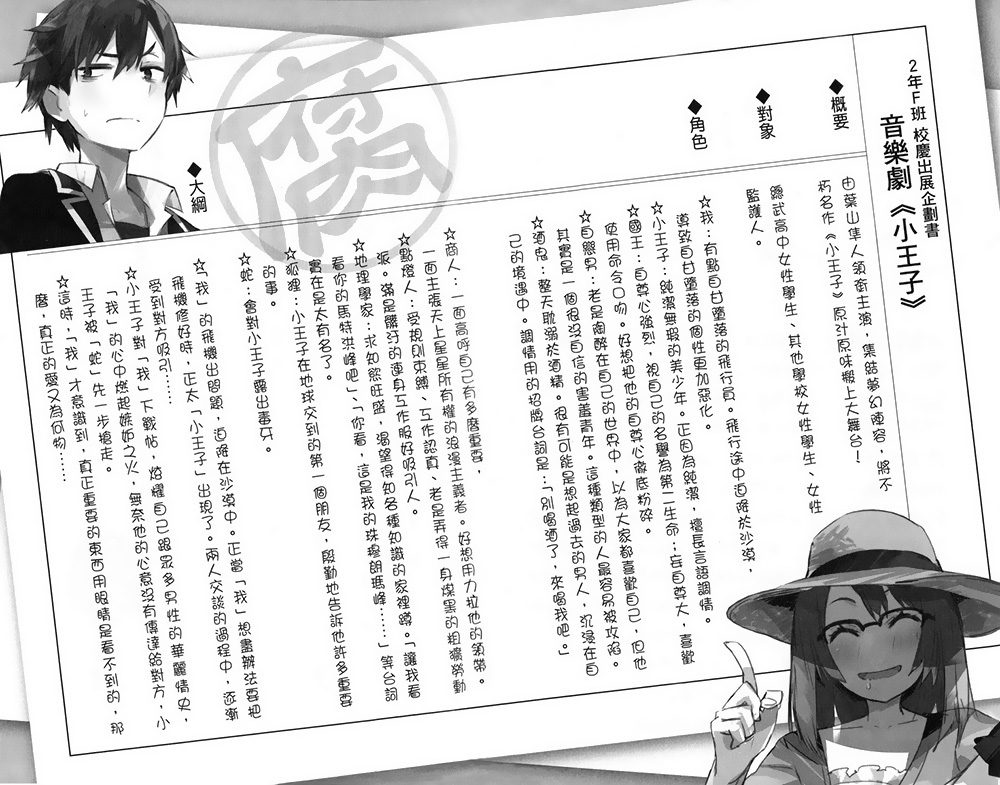 2年F班 校慶出展企劃書
音樂劇《小王子》
◆概要
由葉山隼人領銜主演，集結夢幻陣容，將不
朽名作《小王子》原汁原味搬上大舞台！
◆對象
總武高中女性學生、其他學校女性學生、女性
監護人。
◆角色
☆我：有點自甘墮落的飛行員。飛行途中迫降於沙漠，
導致自甘墮落的個性更加惡化。
☆小王子：純潔無瑕的美少年。正因為純潔，擅長言語調情。
☆國王：自尊心強烈，視自己的名譽為第二生命；妄自尊大，喜歡
使用命令口吻。好想把他的自尊心徹底粉碎。
☆自戀男：老是陶醉在自己的世界中，以為大家都喜歡自己，但他
其實是一個很沒自信的害羞青年。這種類型的人最容易被攻陷。
☆酒鬼：整天耽溺於酒精。很有可能是想起過去的男人，沉浸在自
己的境遇中。調情用的招牌台詞是：「別喝酒了，來喝我吧。」
☆商人：一面高呼自己有多麼重要，
一面主張天上星星所有權的浪漫主義者。好想用力拉他的領帶。
☆點燈人：受規則束縛、工作認真、老是弄得一身煤黑的粗獷勞動
派。滿是髒汙的連身工作服好吸引人。
☆地理學家：求知慾旺盛，渴望得知各種知識的家裡蹲。「讓我看
看你的馬特洪峰吧」、「你看，這是我的珠穆朗瑪峰……」等台詞
實在是太有名了。
☆狐狸：小王子在地球交到的第一個朋友，殷勤地告訴他許多重要
的事。
☆蛇：會對小王子露出毒牙。
◆大綱
☆「我」的飛機出問題，迫降在沙漠中。正當「我」想盡辦法要把
飛機修好時，正太「小王子」出現了。兩人交談的過程中，逐漸
受到對方吸引……
☆小王子對「我」下戰帖，炫耀自己跟眾多男性的華麗情史，
「我」的心中燃起嫉妒之火，無奈他的心意沒有傳達給對方，小
王子被「蛇」先一步搶走。
☆這時，「我」才意識到，真正重要的東西用眼睛是看不到的，那
麼，真正的愛又為何物……
腐